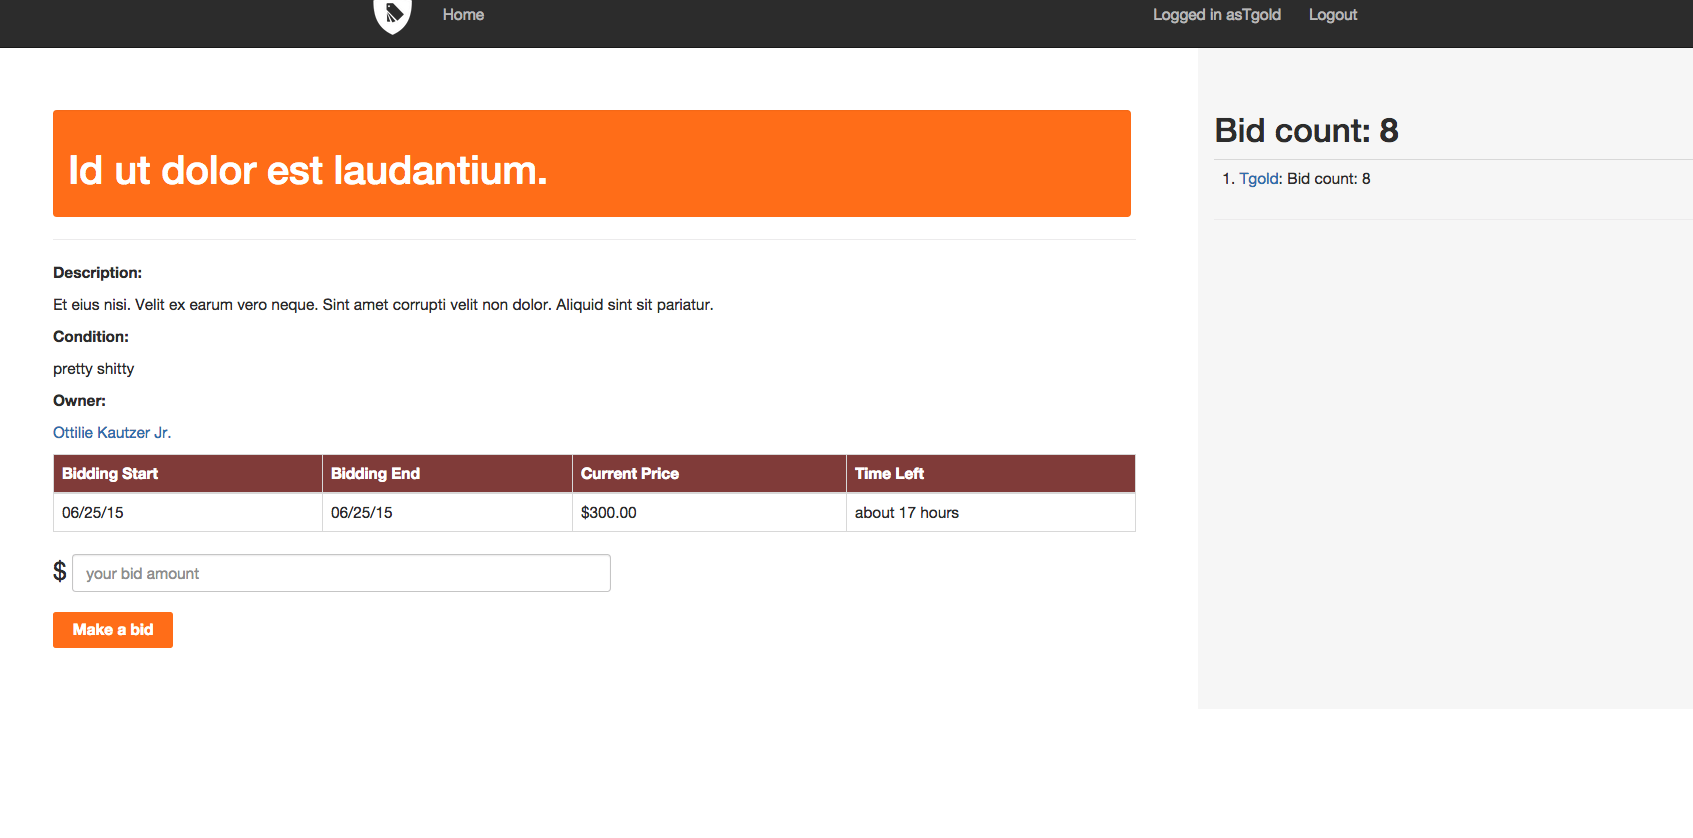 Home
Logged in asTgold
Logout
Id ut dolor est laudantium.
Description:
Et eius nisi. Velit ex earum vero neque. Sint amet corrupti velit non dolor. Aliquid sint sit pariatur.
Condition:
pretty shitty
Owner:
Ottilie Kautzer Jr.
Bidding Start Bidding End Current Price Time Left
06/25/15 06/25/15 $300.00 about 17 hours
$ your bid amount
Make a bid
Bid count: 8
1. Tgold: Bid count: 8